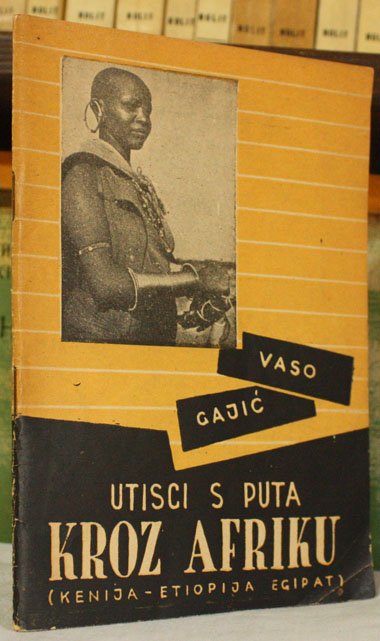 VASO
GAJIĆ
UTISCI S PUTA
KROZ AFRIKU
(KENIJA-ETIOPIJA EGIPAT)